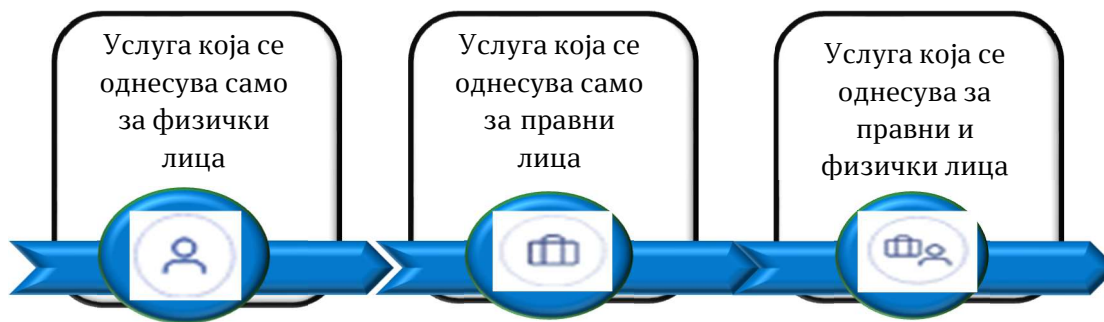 Услуга која се
однесува само
за физички
лица
Услуга која се
однесува само
за правни
лица
Услуга која се
однесува за
правни и
физички лица